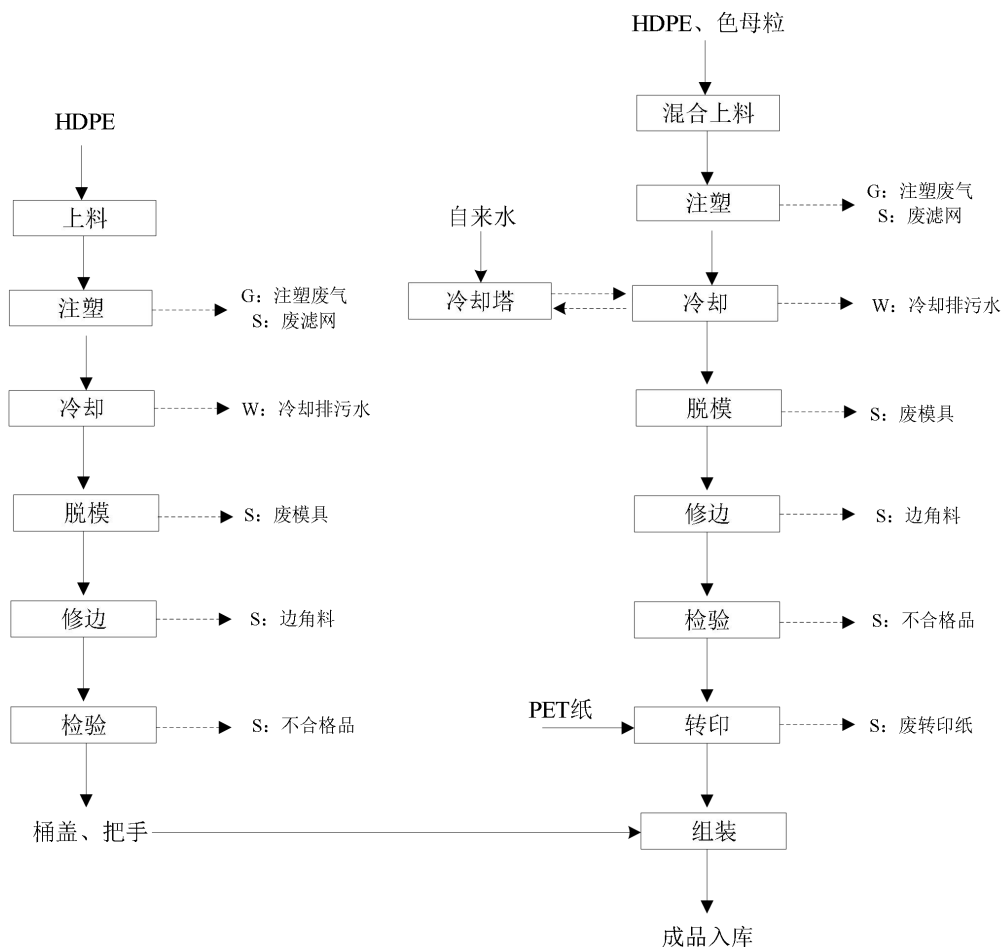 HDPE
上料
注塑
G：注塑废气
S：废滤网
冷却
W：冷却排污水
脱模
S：废模具
修边
S：边角料
检验
S：不合格品
桶盖、把手
HDPE、色母粒
混合上料
注塑
G：注塑废气
S：废滤网
自来水
冷却塔
冷却
W：冷却排污水
脱模
S：废模具
修边
S：边角料
检验
S：不合格品
PET纸
转印
S：废转印纸
组装
成品入库